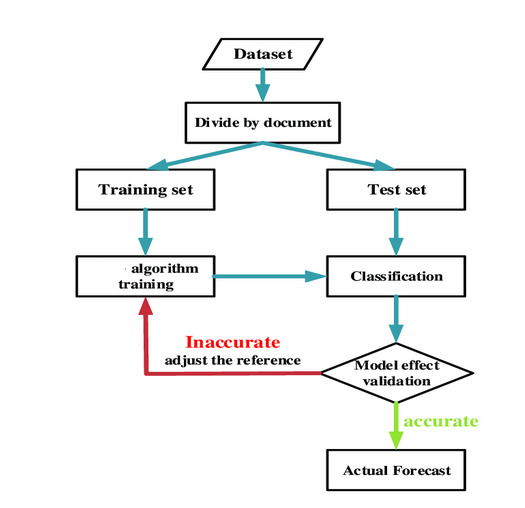 Dataset
Divide by document
Training set
Test set
algorithm
training
Classification
Inaccurate
adjust the reference
Model effect
validation
accurate
Actual Forecast